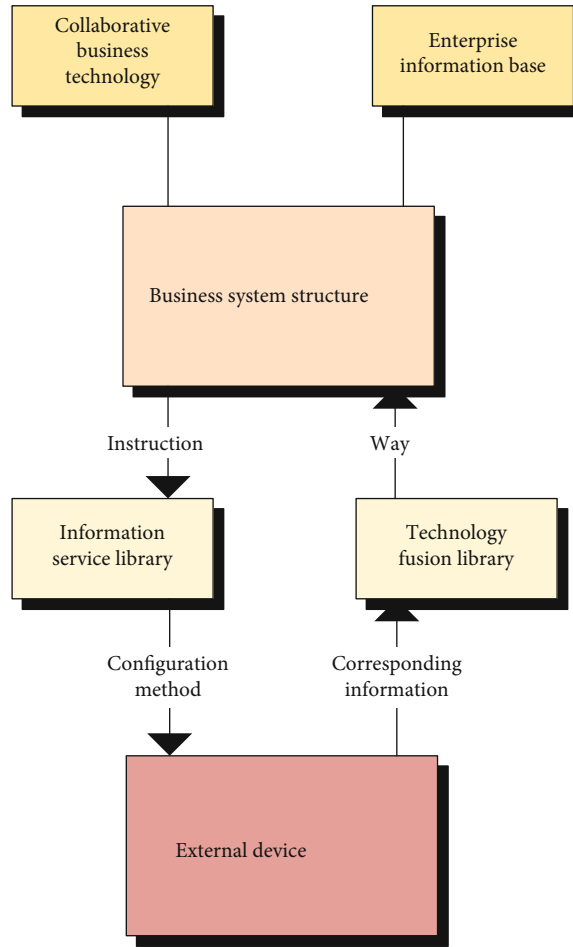 Collaborative
business
technology
Enterprise
information base
Business system structure
Instruction
Way
Information
service library
Technology
fusion library
Configuration
method
Corresponding
information
External device